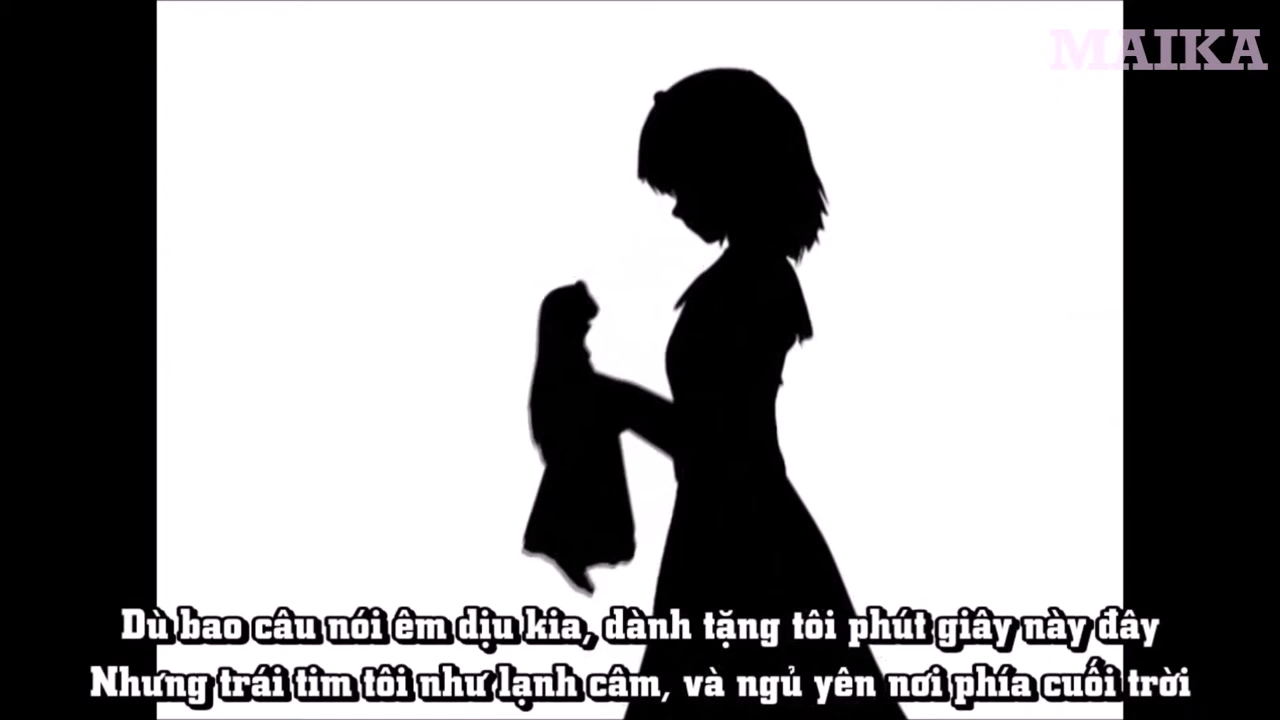 MAIKA
Dù bao câu nói êm dịu kia, dành tặng tôi phút giây này đây
Nhưng trái tim tôi như lạnh câm, và ngủ yên nơi phía cuối trời